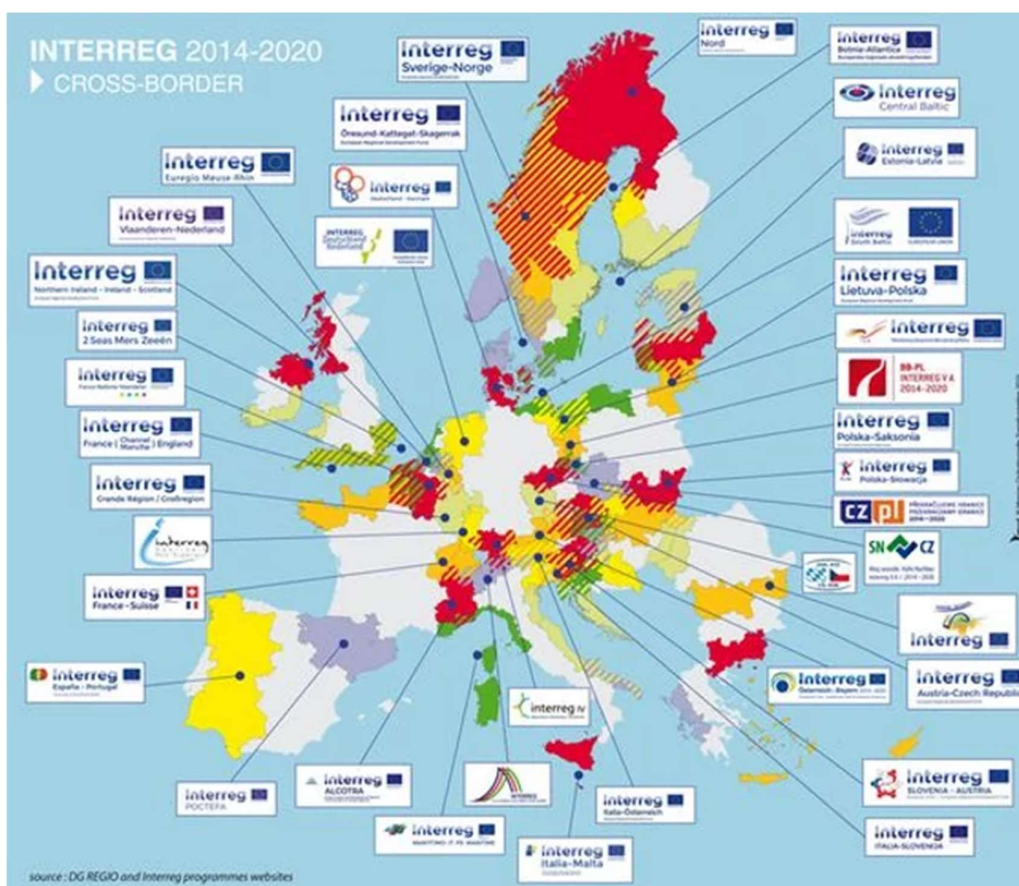 INTERREG 2014-2020
CROSS-BORDER
Interreg
Sverige-Norge
Interreg
Nord
Interreg
Botnia-Atlantica
Interreg
Central Baltic
Interreg
Öresund-Kattegat-Skagerrak
European Regional Development Fund
Interreg
Estonia-Latvia
Interreg
Euregio Meuse-Rhin
Interreg
Interreg
Vlaanderen-Nederland
INTERREG
Deutschland
Nederland
interreg
South Baltic
EUROPEAN UNION
Interreg
Northern Ireland - Ireland - Scotland
Interreg
Lietuva-Polska
Interreg
2 Seas Mers Zeeën
Interreg
Interreg
BB-PL
INTERREG V A
2014-2020
Interreg
Interreg
France ( Channel Manche ) England
Interreg
Polska-Saksonia
Interreg
Polska-Słowacja
Interreg
Grande Région / Großregion
CZ pl
2014-2020
interreg
SN CZ
Interreg
France - Suisse
Interreg
Interreg
España - Portugal
Interreg
Österreich-Bayern
Interreg
Austria-Czech Republic
interreg IV
Interreg
POCTEFA
Interreg
ALCOTRA
INTERREG
Interreg
Italia-Österreich
Interreg
SLOVENIA - AUSTRIA
Interreg
MARITTIMO-IT FR-MARITIME
Interreg
Italia-Malta
Interreg
ITALIA-SLOVENIJA
source : DG REGIO and Interreg programmes websites